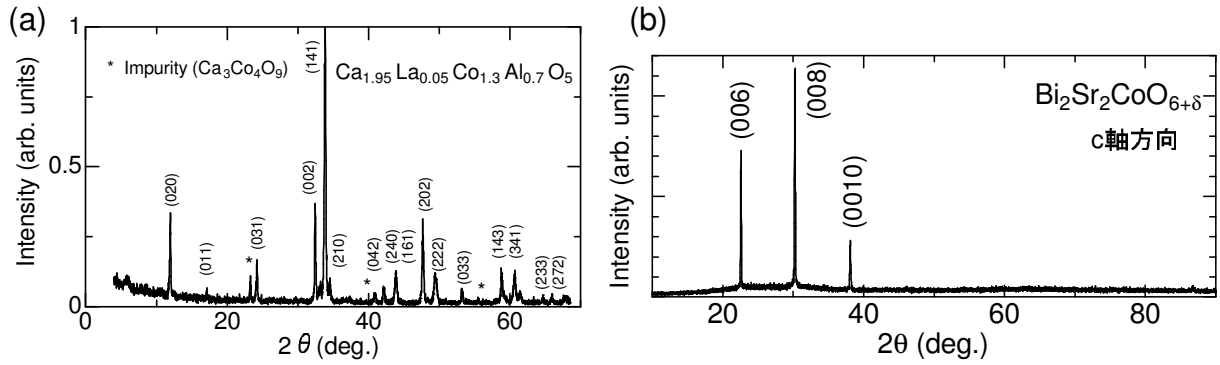 (a)
1
0.5
0
Intensity (arb. units)
* Impurity (Ca₃Co₄O₉)
Ca₁.₉₅ La₀.₀₅ Co₁.₃ Al₀.₇ O₅
(020)
(011)
*
(031)
(002)
(141)
(210)
*
(042)
(240)
(161)
(202)
(222)
(033)
*
(143)
(341)
(233)
(272)
0 20 40 60
2 θ (deg.)
(b)
Intensity (arb. units)
Bi₂Sr₂CoO₆₊δ
c軸方向
(006)
(008)
(0010)
20 40 60 80
2θ (deg.)